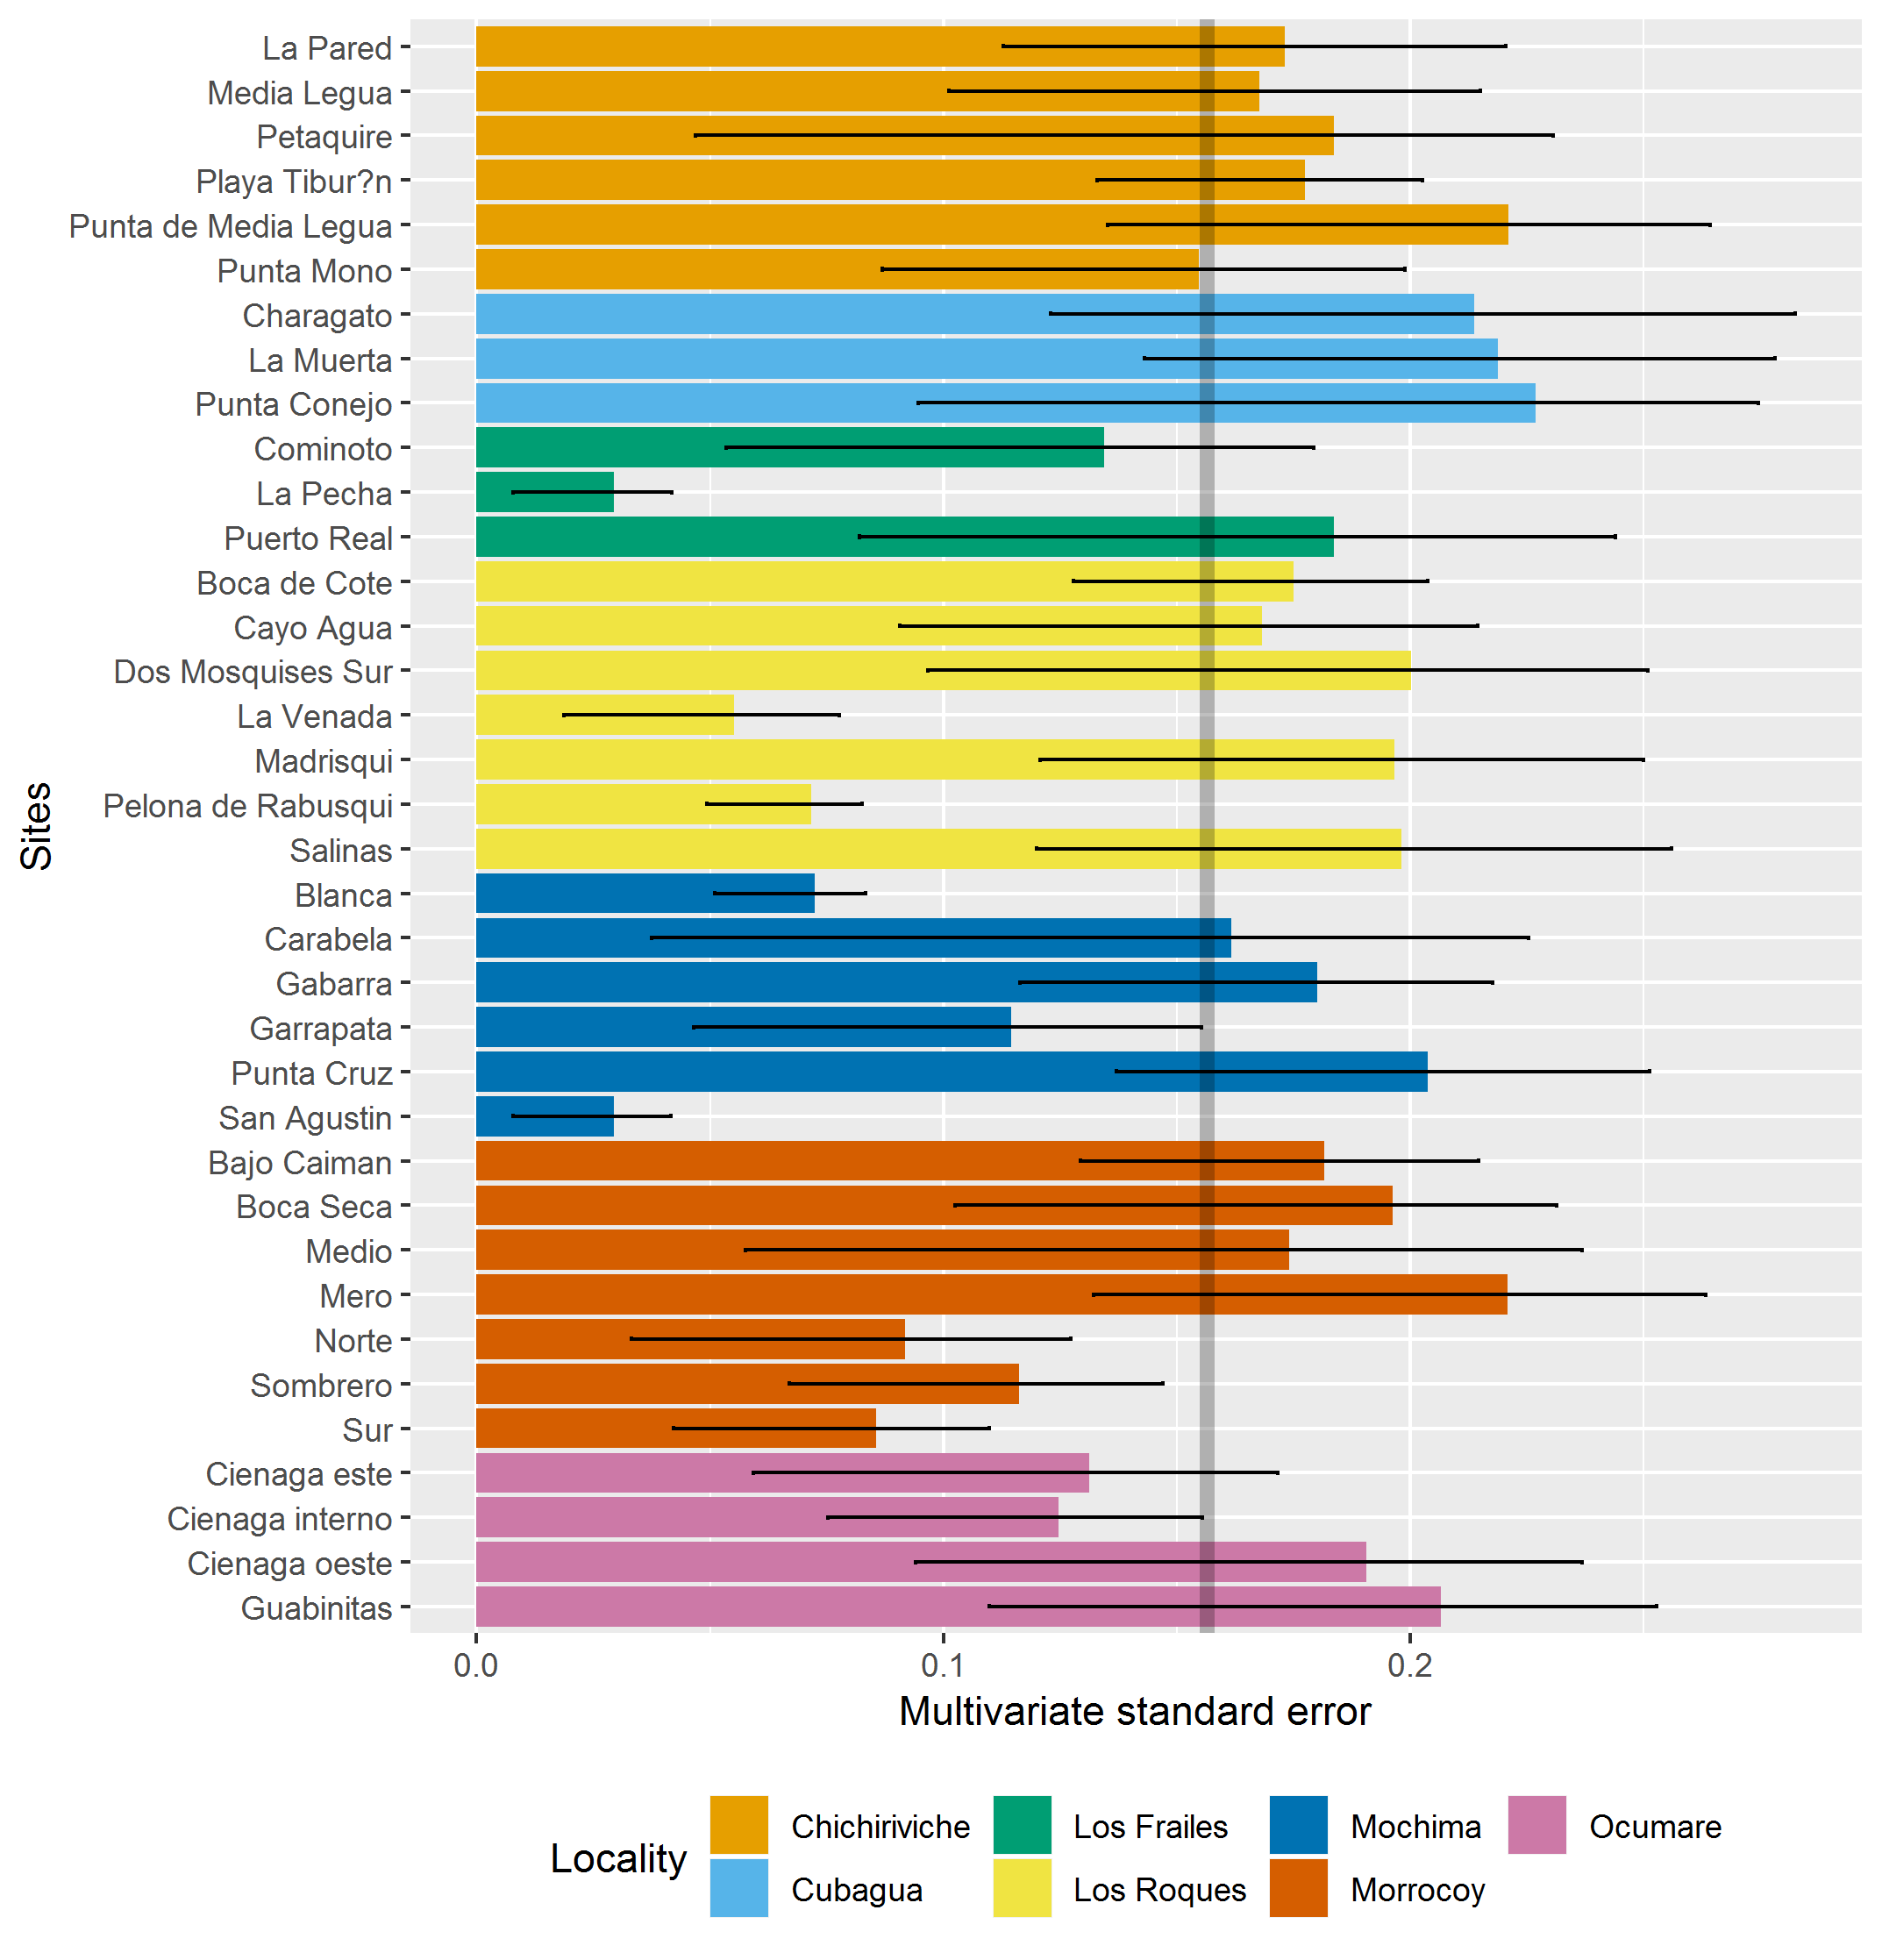 La Pared
Media Legua
Petaquire
Playa Tibur?n
Punta de Media Legua
Punta Mono
Charagato
La Muerta
Punta Conejo
Cominoto
La Pecha
Puerto Real
Boca de Cote
Cayo Agua
Dos Mosquises Sur
La Venada
Madrisqui
Pelona de Rabusqui
Salinas
Blanca
Carabela
Gabarra
Garrapata
Punta Cruz
San Agustin
Bajo Caiman
Boca Seca
Medio
Mero
Norte
Sombrero
Sur
Cienaga este
Cienaga interno
Cienaga oeste
Guabinitas
Sites
0.0 0.1 0.2
Multivariate standard error
Locality
Chichiriviche Los Frailes Mochima Ocumare
Cubagua Los Roques Morrocoy